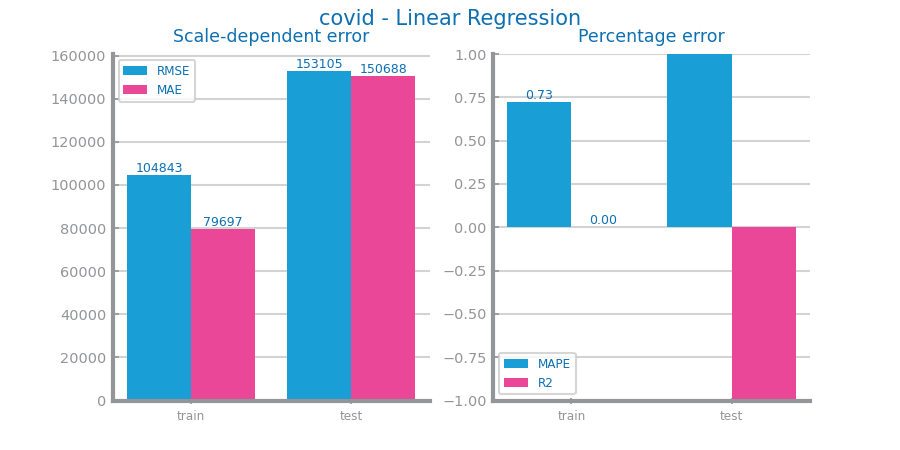 covid - Linear Regression
Scale-dependent error
160000
140000
120000
100000
80000
60000
40000
20000
0
RMSE
MAE
104843
79697
153105
150688
train
test
Percentage error
1.00
0.75
0.50
0.25
0.00
−0.25
−0.50
−0.75
−1.00
0.73
0.00
MAPE
R2
train
test